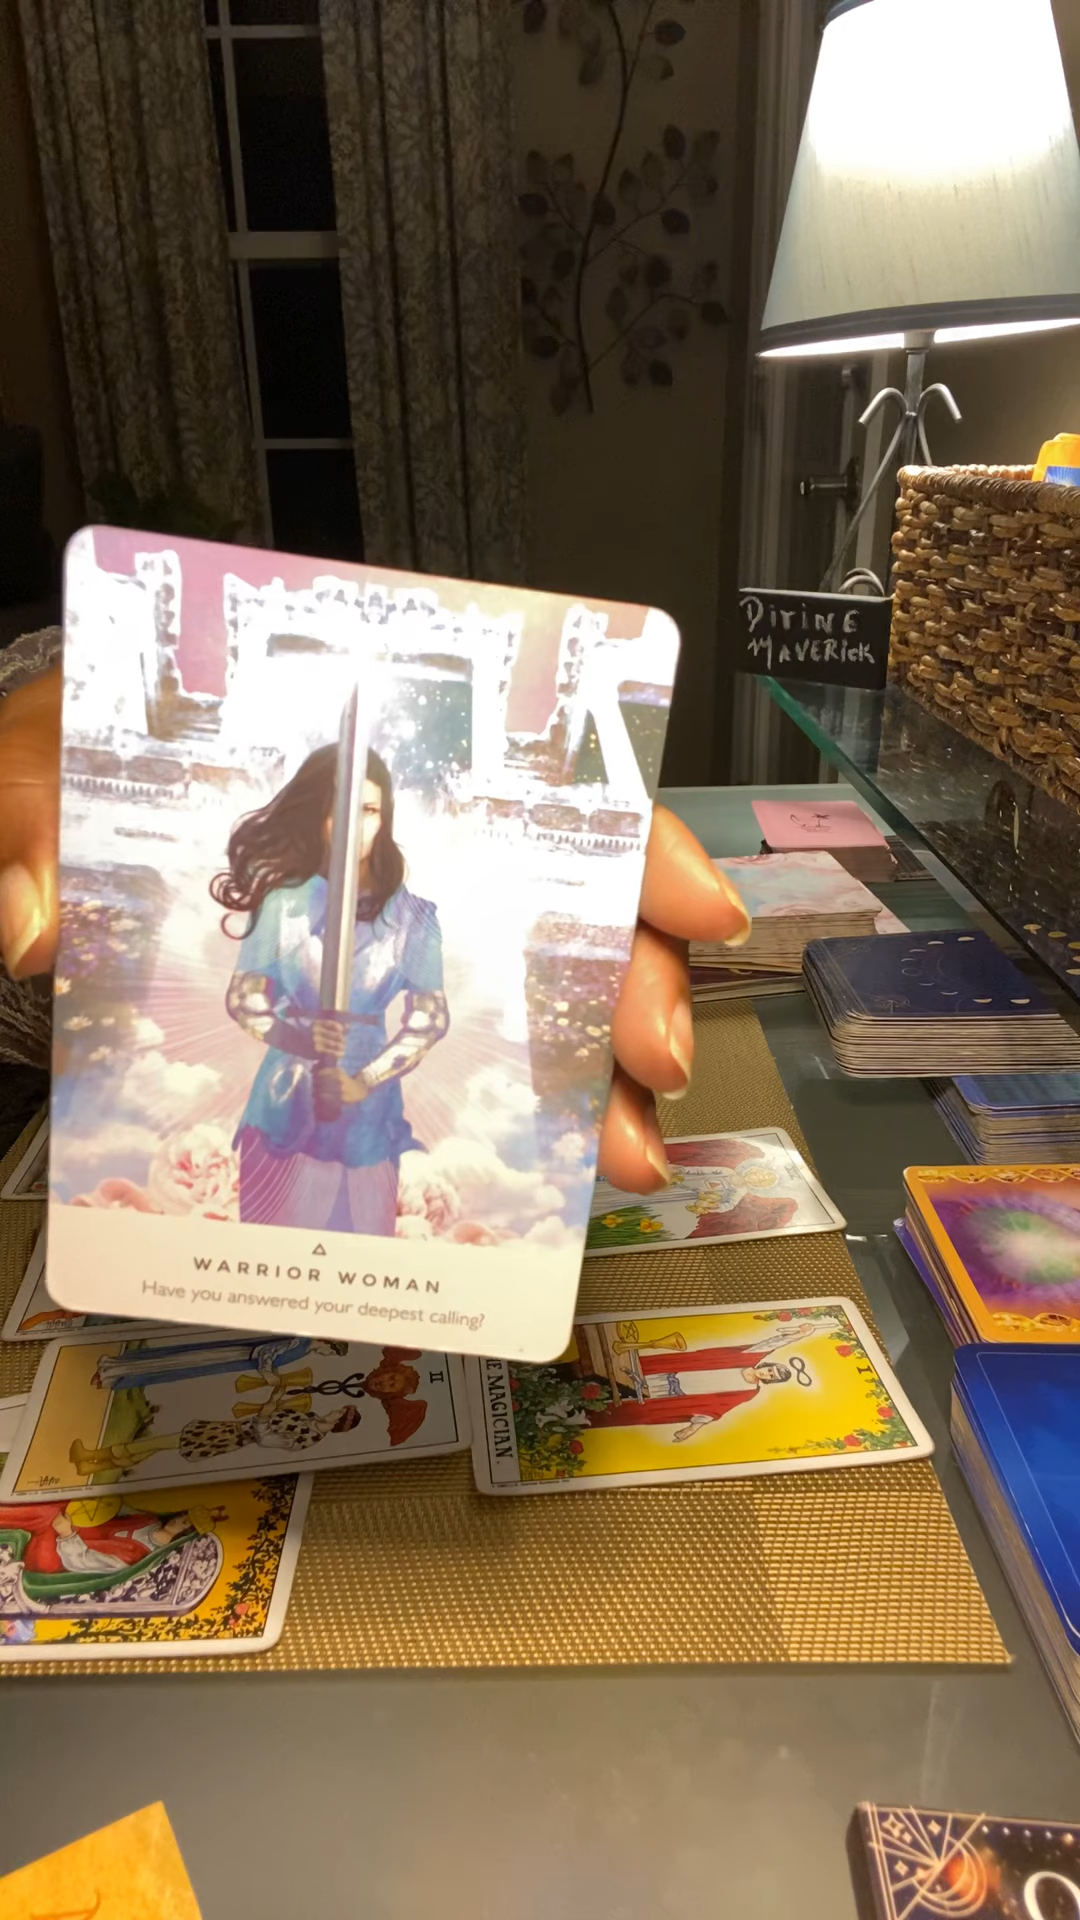 DIVINE
MAVERick
WARRIOR WOMAN
Have you answered your deepest calling?
II
THE MAGICIAN.
I